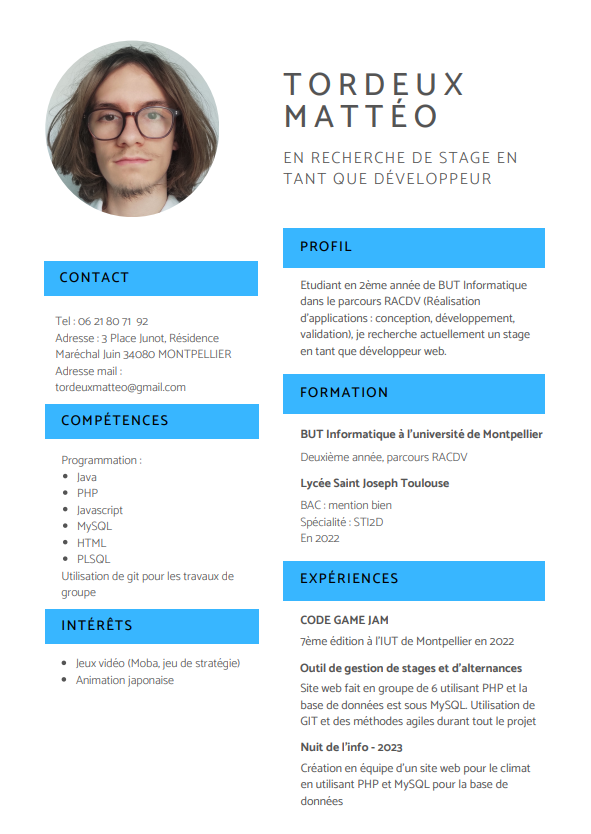 TORDEUX
MATTÉO
EN RECHERCHE DE STAGE EN
TANT QUE DÉVELOPPEUR
CONTACT
Tel : 06 21 80 71 92
Adresse : 3 Place Junot, Résidence
Maréchal Juin 34080 MONTPELLIER
Adresse mail :
tordeuxmatteo@gmail.com
COMPÉTENCES
Programmation :
• Java
• PHP
• Javascript
• MySQL
• HTML
• PLSQL
Utilisation de git pour les travaux de
groupe
INTÉRÊTS
• Jeux vidéo (Moba, jeu de stratégie)
• Animation japonaise
PROFIL
Etudiant en 2ème année de BUT Informatique
dans le parcours RACDV (Réalisation
d'applications : conception, développement,
validation), je recherche actuellement un stage
en tant que développeur web.
FORMATION
BUT Informatique à l'université de Montpellier
Deuxième année, parcours RACDV
Lycée Saint Joseph Toulouse
BAC : mention bien
Spécialité : STI2D
En 2022
EXPÉRIENCES
CODE GAME JAM
7ème édition à l'IUT de Montpellier en 2022
Outil de gestion de stages et d'alternances
Site web fait en groupe de 6 utilisant PHP et la
base de données est sous MySQL. Utilisation de
GIT et des méthodes agiles durant tout le projet
Nuit de l'info - 2023
Création en équipe d'un site web pour le climat
en utilisant PHP et MySQL pour la base de
données